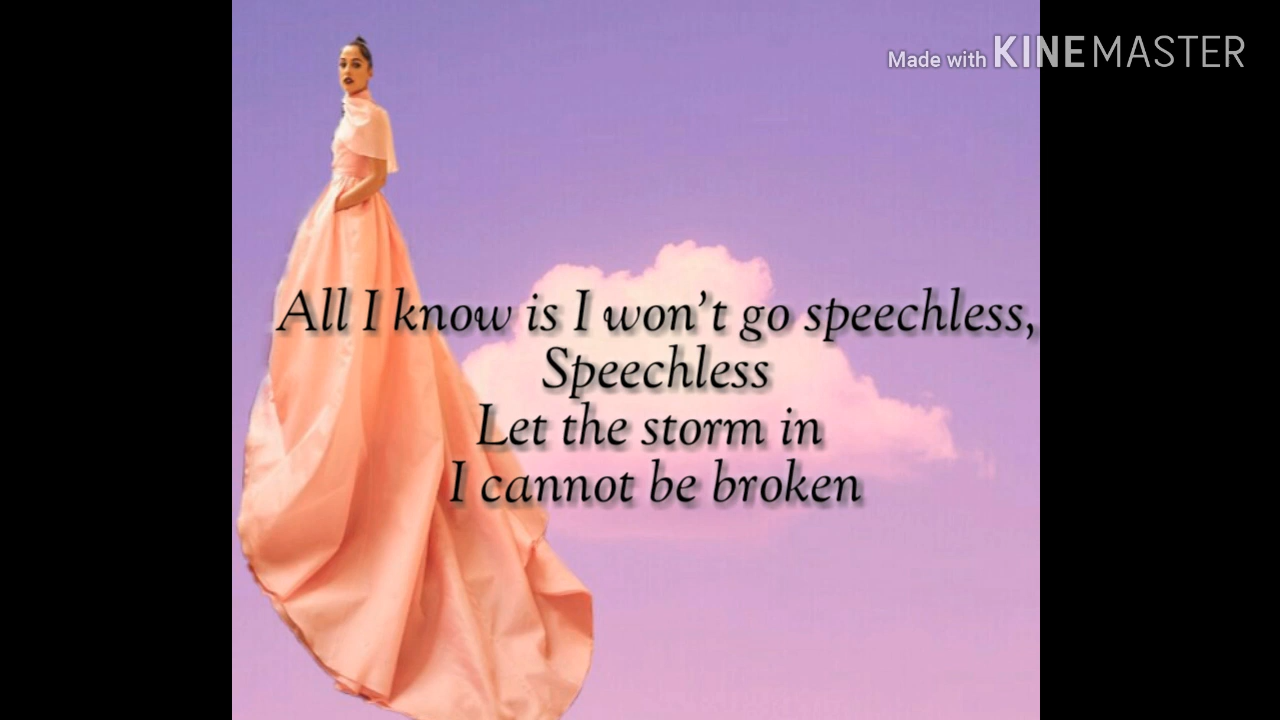 Made with KINEMASTER
All I know is I won’t go speechless,
Speechless
Let the storm in
I cannot be broken